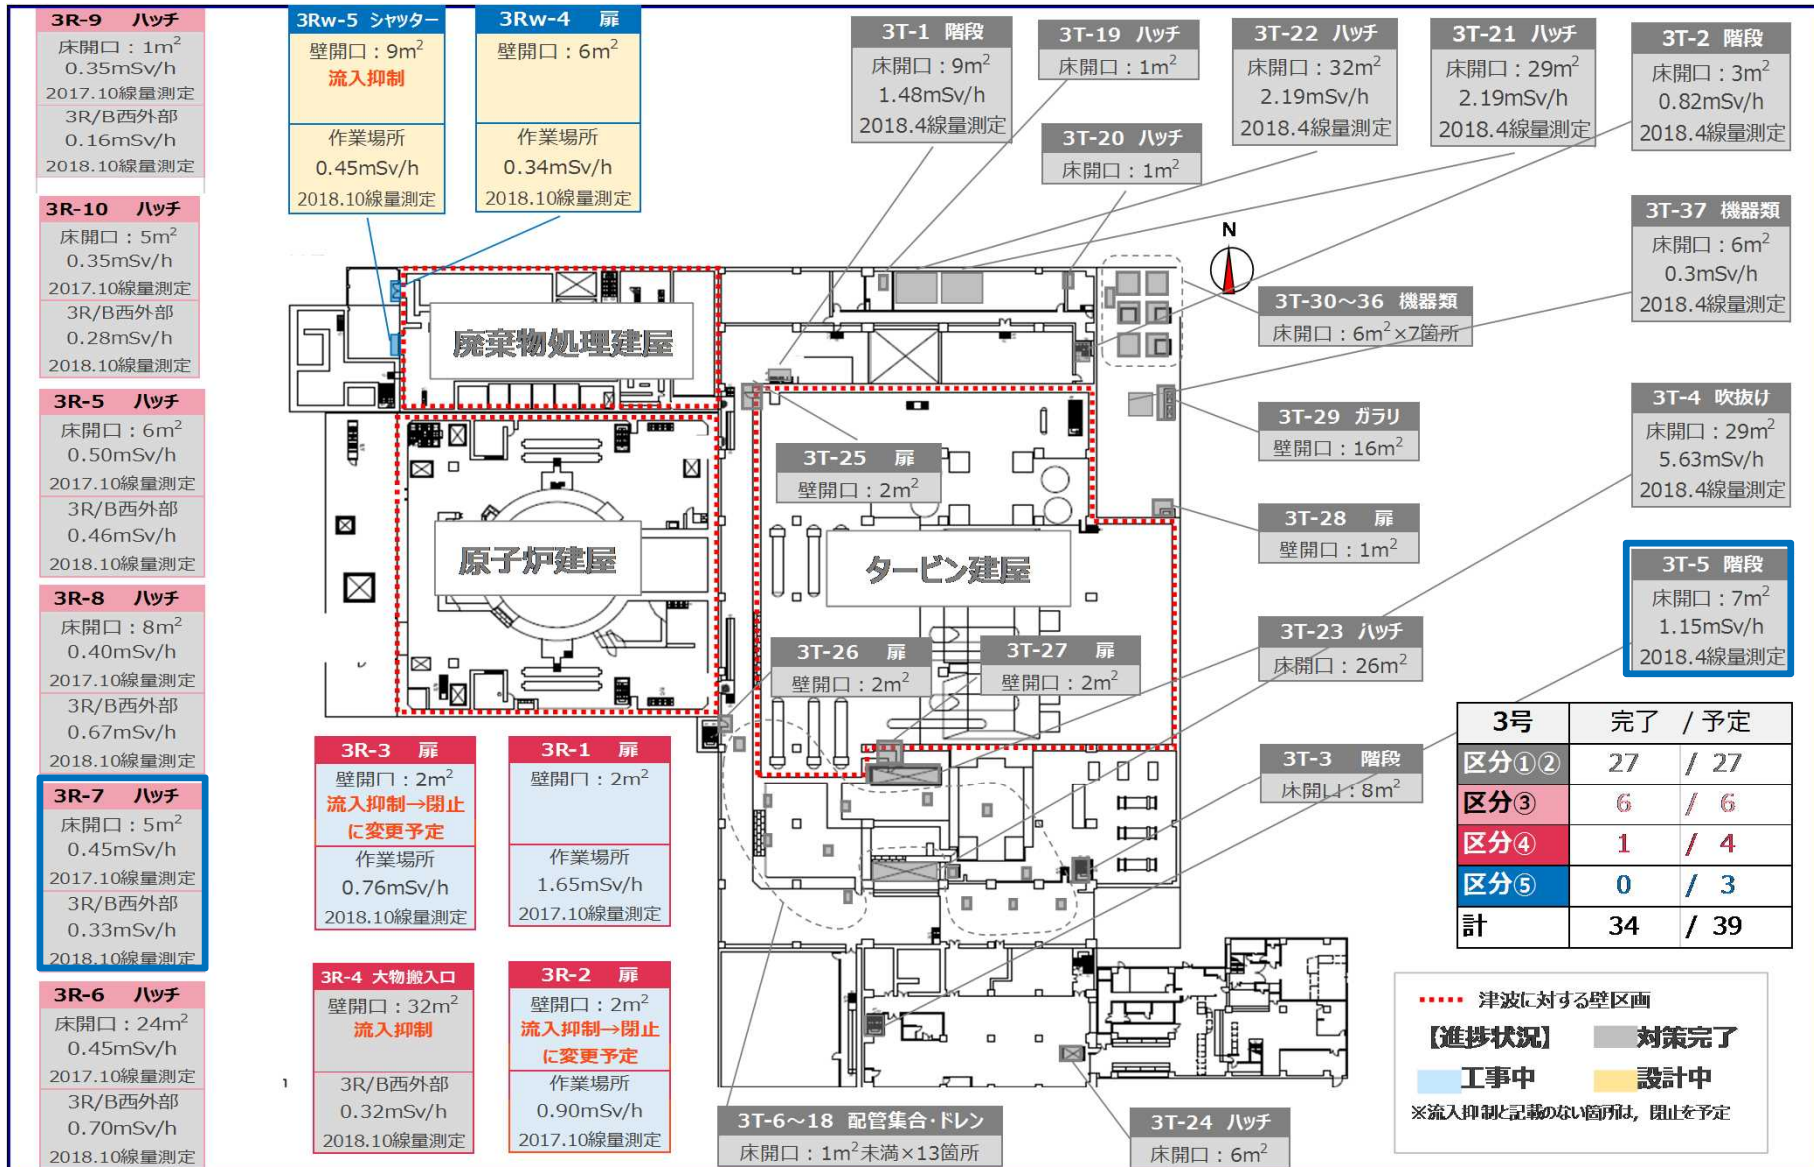 3R-9 ハッチ
床開口：1m²
0.35mSv/h
2017.10線量測定
3R/B西外部
0.16mSv/h
2018.10線量測定
3R-10 ハッチ
床開口：5m²
0.35mSv/h
2017.10線量測定
3R/B西外部
0.28mSv/h
2018.10線量測定
3R-5 ハッチ
床開口：6m²
0.50mSv/h
2017.10線量測定
3R/B西外部
0.46mSv/h
2018.10線量測定
3R-8 ハッチ
床開口：8m²
0.40mSv/h
2017.10線量測定
3R/B西外部
0.67mSv/h
2018.10線量測定
3R-7 ハッチ
床開口：5m²
0.45mSv/h
2017.10線量測定
3R/B西外部
0.33mSv/h
2018.10線量測定
3R-6 ハッチ
床開口：24m²
0.45mSv/h
2017.10線量測定
3R/B西外部
0.70mSv/h
2018.10線量測定
3Rw-5 シャッター
壁開口：9m²
流入抑制
作業場所
0.45mSv/h
2018.10線量測定
3Rw-4 扉
壁開口：6m²
作業場所
0.34mSv/h
2018.10線量測定
3T-1 階段
床開口：9m²
1.48mSv/h
2018.4線量測定
3T-19 ハッチ
床開口：1m²
3T-20 ハッチ
床開口：1m²
3T-22 ハッチ
床開口：32m²
2.19mSv/h
2018.4線量測定
3T-21 ハッチ
床開口：29m²
2.19mSv/h
2018.4線量測定
3T-2 階段
床開口：3m²
0.82mSv/h
2018.4線量測定
3T-37 機器類
床開口：6m²
0.3mSv/h
2018.4線量測定
N
3T-30～36 機器類
床開口：6m²×7箇所
3T-29 ガラリ
壁開口：16m²
3T-4 吹抜け
床開口：29m²
5.63mSv/h
2018.4線量測定
3T-28 扉
壁開口：1m²
3T-5 階段
床開口：7m²
1.15mSv/h
2018.4線量測定
廃棄物処理建屋
原子炉建屋
タービン建屋
3T-25 扉
壁開口：2m²
3T-26 扉
壁開口：2m²
3T-27 扉
壁開口：2m²
3T-23 ハッチ
床開口：26m²
3T-3 階段
床開口：8m²
3R-3 扉
壁開口：2m²
流入抑制→閉止
に変更予定
作業場所
0.76mSv/h
2018.10線量測定
3R-1 扉
壁開口：2m²
作業場所
1.65mSv/h
2017.10線量測定
3R-4 大物搬入口
壁開口：32m²
流入抑制
3R/B西外部
0.32mSv/h
2018.10線量測定
3R-2 扉
壁開口：2m²
流入抑制→閉止
に変更予定
作業場所
0.90mSv/h
2017.10線量測定
3T-6～18 配管集合・ドレン
床開口：1m²未満×13箇所
3T-24 ハッチ
床開口：6m²
3号 完了 / 予定
区分①② 27 / 27
区分③ 6 / 6
区分④ 1 / 4
区分⑤ 0 / 3
計 34 / 39
津波に対する壁区画
【進捗状況】 対策完了
工事中 設計中
※流入抑制と記載のない箇所は，閉止を予定